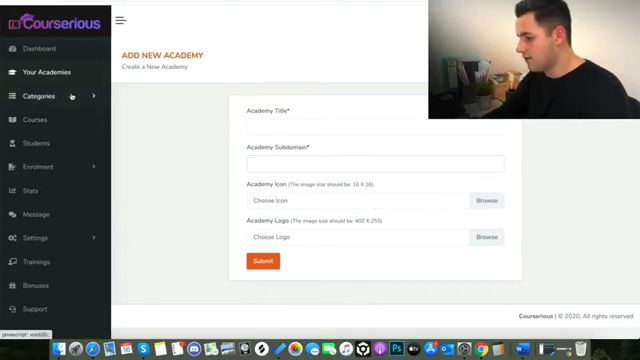 Courserious
Dashboard
Your Academies
Categories
Courses
Students
Enrolment
Stats
Message
Settings
Trainings
Bonuses
Support
javascript: void(0);
ADD NEW ACADEMY
Create a New Academy
Academy Title*
Academy Subdomain*
Academy Icon (The image size should be: 16 X 16)
Choose Icon
Browse
Academy Logo (The image size should be: 400 X 255)
Choose Logo
Browse
Submit
Courserious | © 2020, All rights reserved